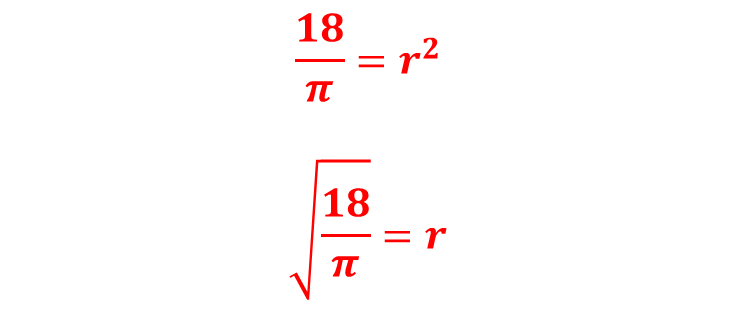 18/π = r²
√(18/π) = r